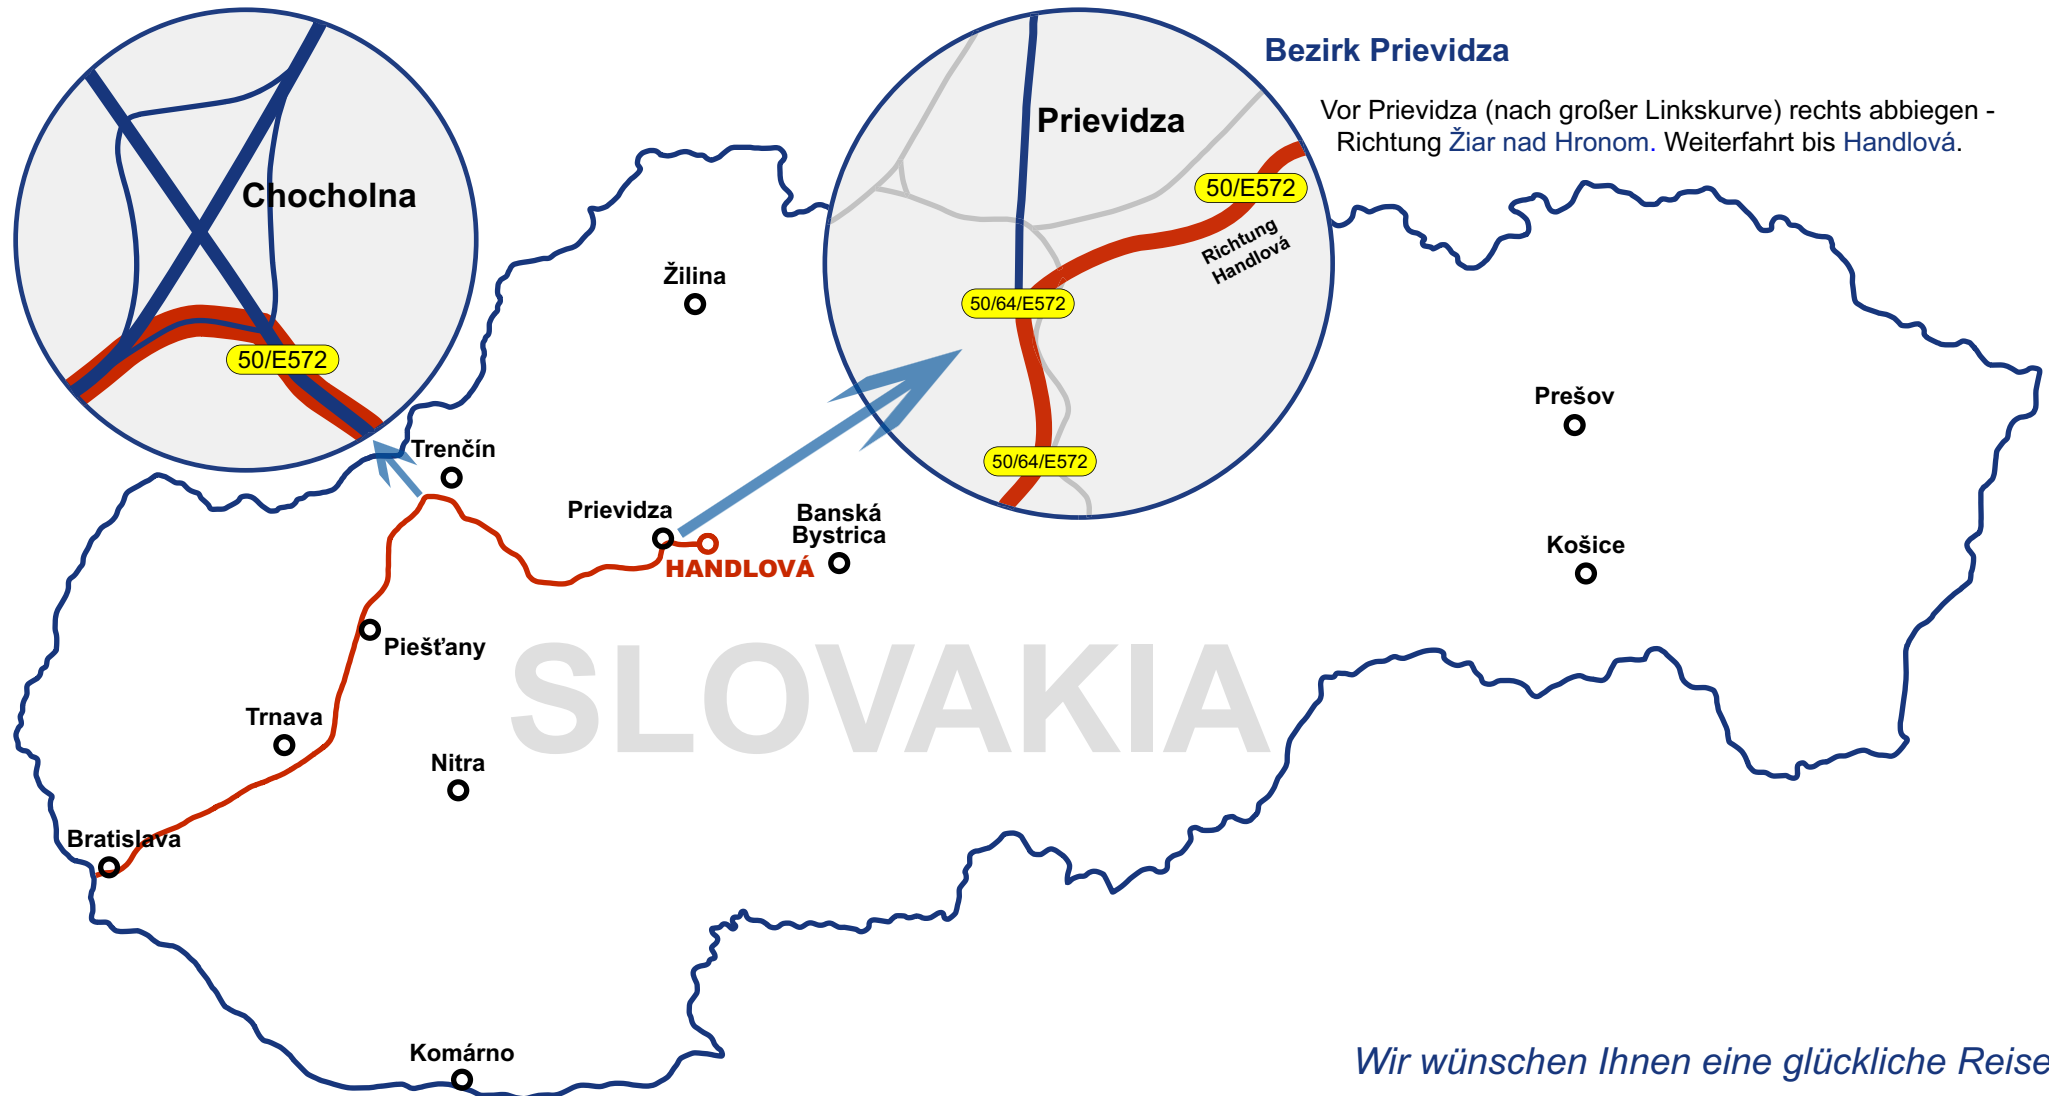 Bezirk Prievidza
Vor Prievidza (nach großer Linkskurve) rechts abbiegen -
Richtung Žiar nad Hronom. Weiterfahrt bis Handlová.
Chocholna
50/E572
Prievidza
50/E572
Richtung
Handlová
50/64/E572
50/64/E572
Žilina
Trenčín
Prievidza
Banská
Bystrica
HANDLOVÁ
Prešov
Košice
Piešťany
SLOVAKIA
Trnava
Nitra
Bratislava
Komárno
Wir wünschen Ihnen eine glückliche Reise